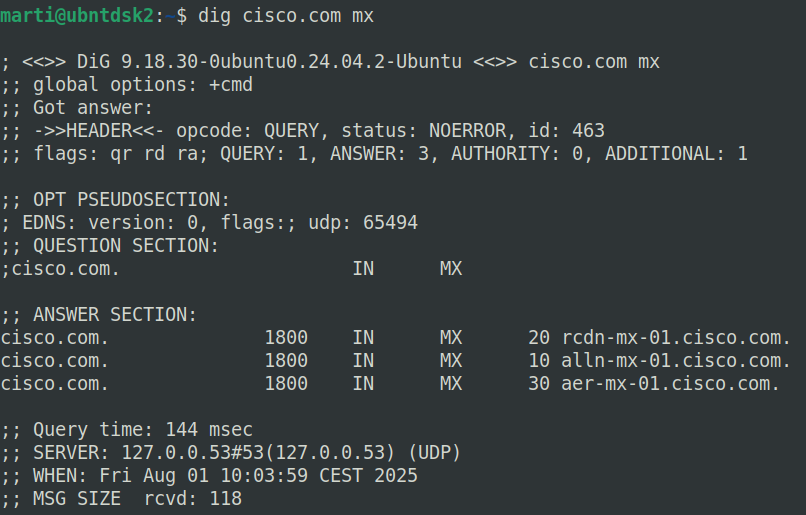 marti@ubntdsk2:~$ dig cisco.com mx

; <<>> DiG 9.18.30-0ubuntu0.24.04.2-Ubuntu <<>> cisco.com mx
;; global options: +cmd
;; Got answer:
;; ->>HEADER<<- opcode: QUERY, status: NOERROR, id: 463
;; flags: qr rd ra; QUERY: 1, ANSWER: 3, AUTHORITY: 0, ADDITIONAL: 1

;; OPT PSEUDOSECTION:
; EDNS: version: 0, flags:; udp: 65494
;; QUESTION SECTION:
;cisco.com.                      IN      MX

;; ANSWER SECTION:
cisco.com.              1800    IN      MX      20 rcdn-mx-01.cisco.com.
cisco.com.              1800    IN      MX      10 alln-mx-01.cisco.com.
cisco.com.              1800    IN      MX      30 aer-mx-01.cisco.com.

;; Query time: 144 msec
;; SERVER: 127.0.0.53#53(127.0.0.53) (UDP)
;; WHEN: Fri Aug 01 10:03:59 CEST 2025
;; MSG SIZE  rcvd: 118